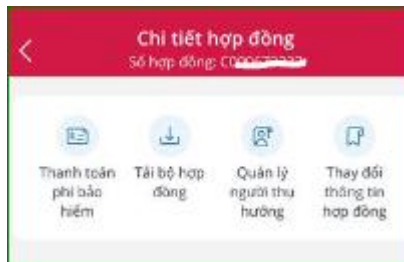 Chi tiết hợp đồng
Số hợp đồng:
Thanh toán
phí bảo
hiểm
Tải bộ hợp
đồng
Quản lý
người thụ
hưởng
Thay đổi
thông tin
hợp đồng